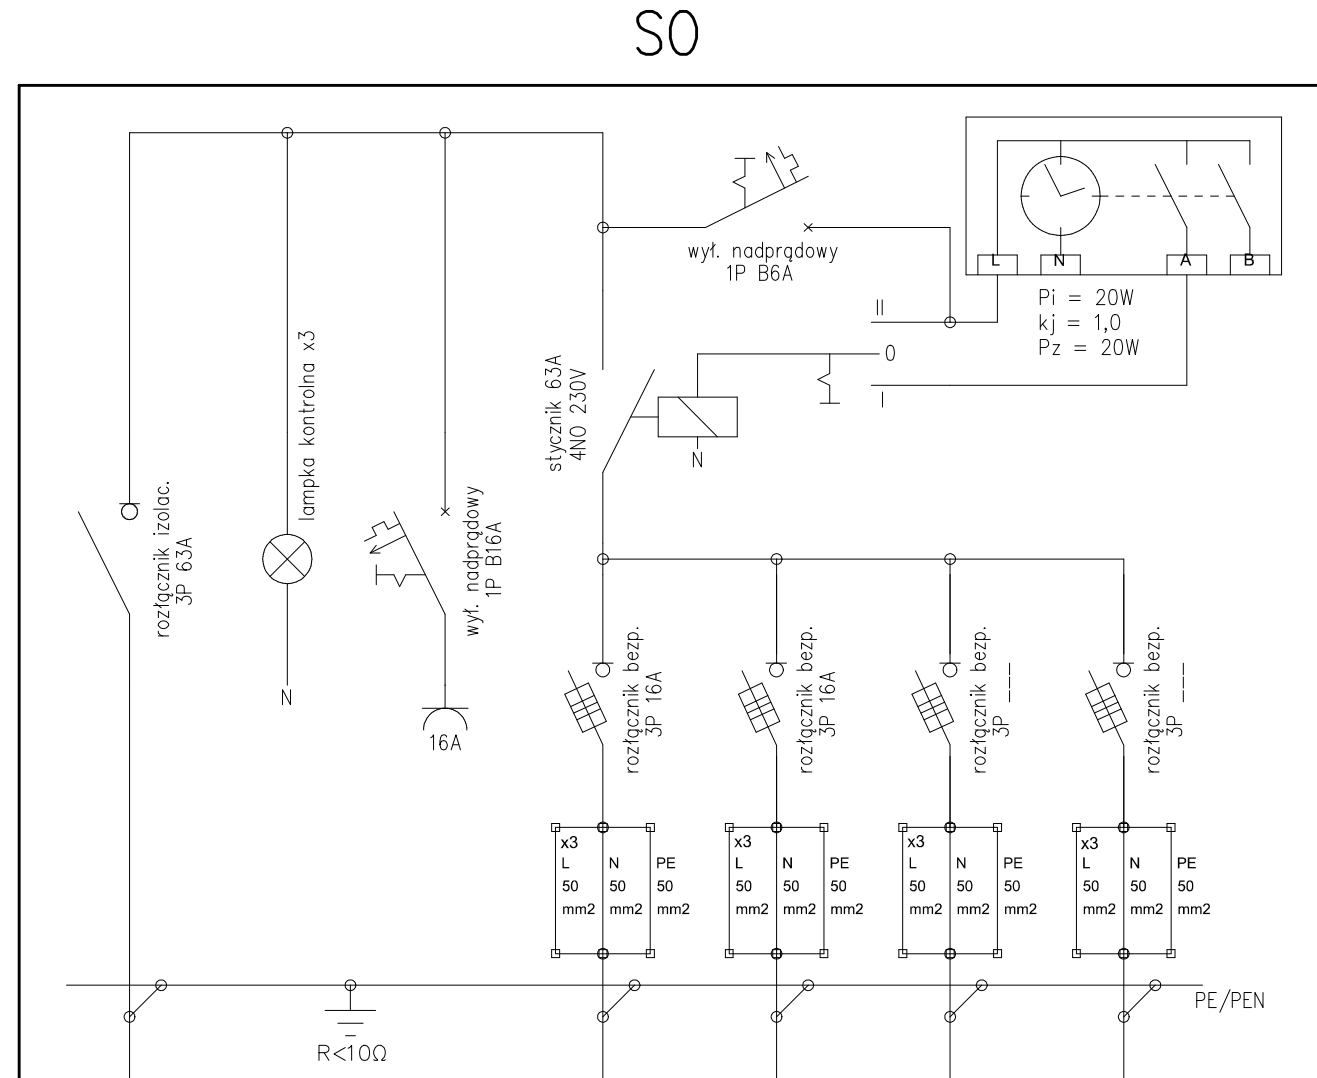 SO
wył. nadprądowy
1P B6A
L
N
A
B
Pi = 20W
kj = 1,0
Pz = 20W
II
0
I
lampka kontrolna x3
stycznik 63A
4NO 230V
N
rozłącznik izolac.
3P 63A
wył. nadprądowy
1P B16A
N
16A
rozłącznik bezp.
3P 16A
rozłącznik bezp.
3P 16A
rozłącznik bezp.
3P ___
rozłącznik bezp.
3P ___
x3
L N PE
50 50 50
mm2 mm2 mm2
x3
L N PE
50 50 50
mm2 mm2 mm2
x3
L N PE
50 50 50
mm2 mm2 mm2
x3
L N PE
50 50 50
mm2 mm2 mm2
PE/PEN
R<10Ω